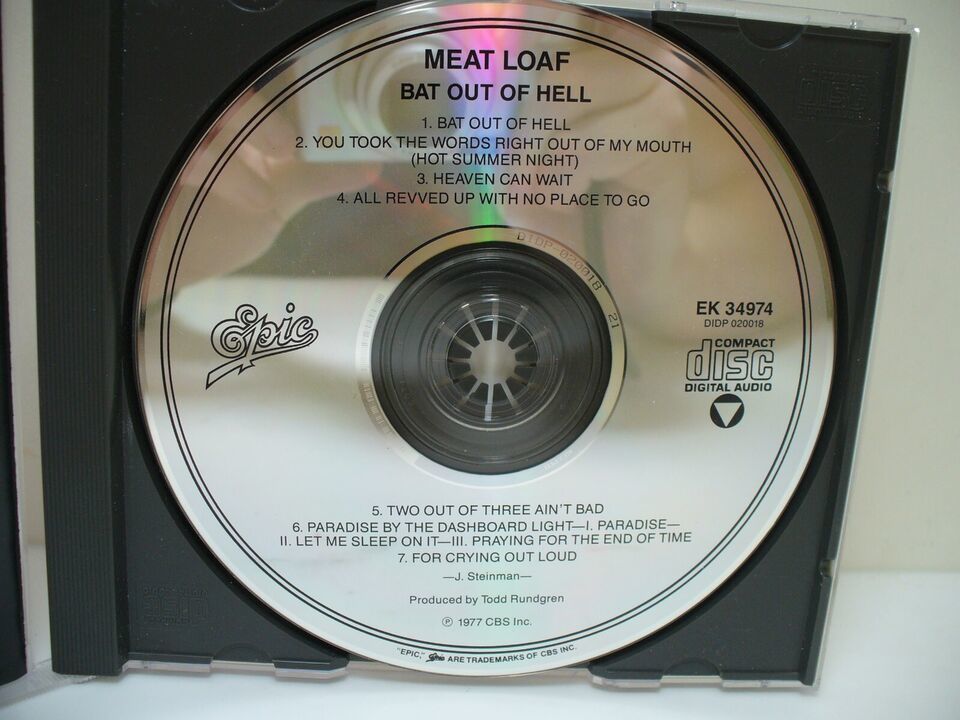 MEAT LOAF
BAT OUT OF HELL
1. BAT OUT OF HELL
2. YOU TOOK THE WORDS RIGHT OUT OF MY MOUTH
(HOT SUMMER NIGHT)
3. HEAVEN CAN WAIT
4. ALL REVVED UP WITH NO PLACE TO GO
DIDP-020018 21
Epic
EK 34974
DIDP 020018
COMPACT
disc
DIGITAL AUDIO
5. TWO OUT OF THREE AIN'T BAD
6. PARADISE BY THE DASHBOARD LIGHT—I. PARADISE—
II. LET ME SLEEP ON IT—III. PRAYING FOR THE END OF TIME
7. FOR CRYING OUT LOUD
—J. Steinman—
Produced by Todd Rundgren
℗ 1977 CBS Inc.
"EPIC," Epic ARE TRADEMARKS OF CBS INC.